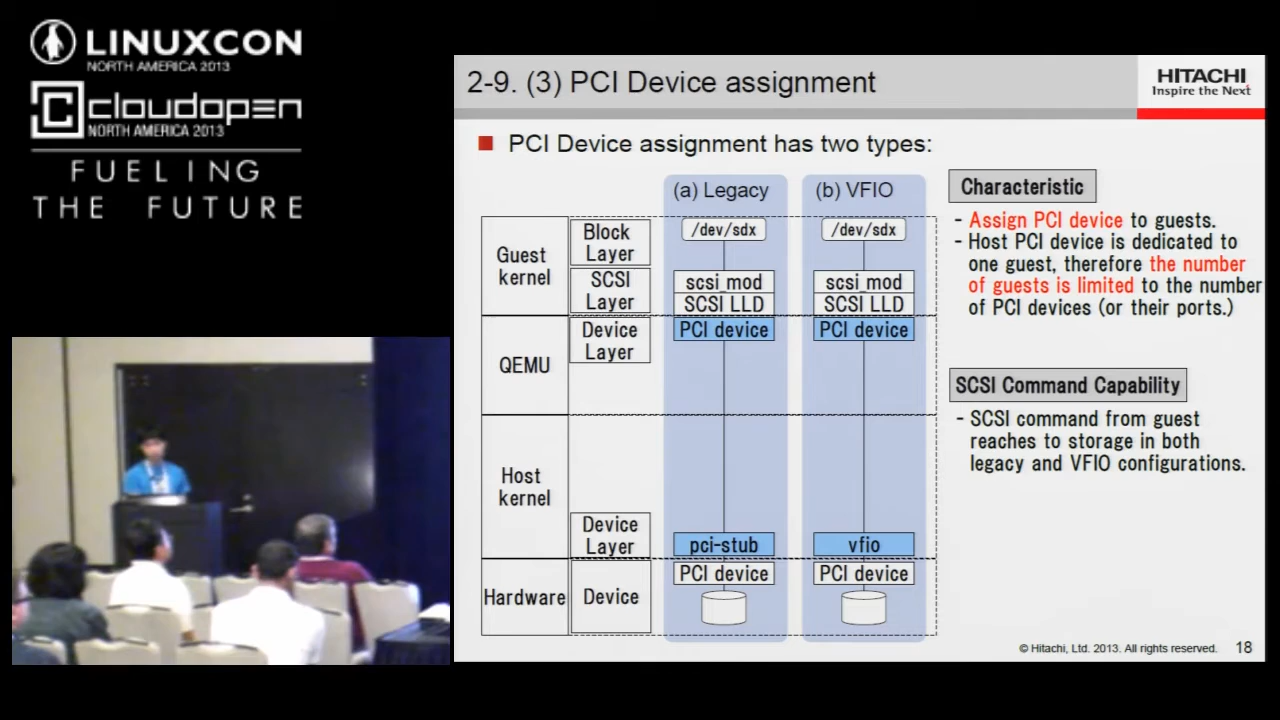 LINUXCON
NORTH AMERICA 2013
cloudopen
NORTH AMERICA 2013
FUELING
THE FUTURE
2-9. (3) PCI Device assignment
HITACHI
Inspire the Next
PCI Device assignment has two types:
(a) Legacy
(b) VFIO
Guest kernel
Block Layer
/dev/sdx
/dev/sdx
SCSI Layer
scsi_mod
scsi_mod
SCSI LLD
SCSI LLD
QEMU
Device Layer
PCI device
PCI device
Host kernel
Device Layer
pci-stub
vfio
Hardware
Device
PCI device
PCI device
Characteristic
- Assign PCI device to guests.
- Host PCI device is dedicated to
one guest, therefore the number
of guests is limited to the number
of PCI devices (or their ports.)
SCSI Command Capability
- SCSI command from guest
reaches to storage in both
legacy and VFIO configurations.
© Hitachi, Ltd. 2013. All rights reserved.
18